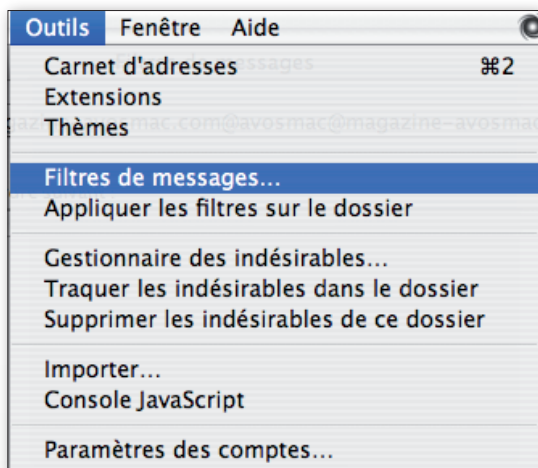 Outils Fenêtre Aide
Carnet d'adresses ⌘2
Extensions
Thèmes
Filtres de messages...
Appliquer les filtres sur le dossier
Gestionnaire des indésirables...
Traquer les indésirables dans le dossier
Supprimer les indésirables de ce dossier
Importer...
Console JavaScript
Paramètres des comptes...